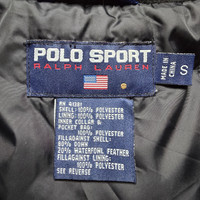 POLO SPORT
RALPH LAUREN
S
MADE IN
CHINA
RN 41381
SHELL: 100% POLYESTER
LINING: 100% POLYESTER
INNER COLLAR &
POCKET BAG:
100% POLYESTER
FILLAGAINST SHELL:
80% DOWN
20% WATERFOWL FEATHER
FILLAGAINST LINING:
100% POLYESTER
SEE REVERSE